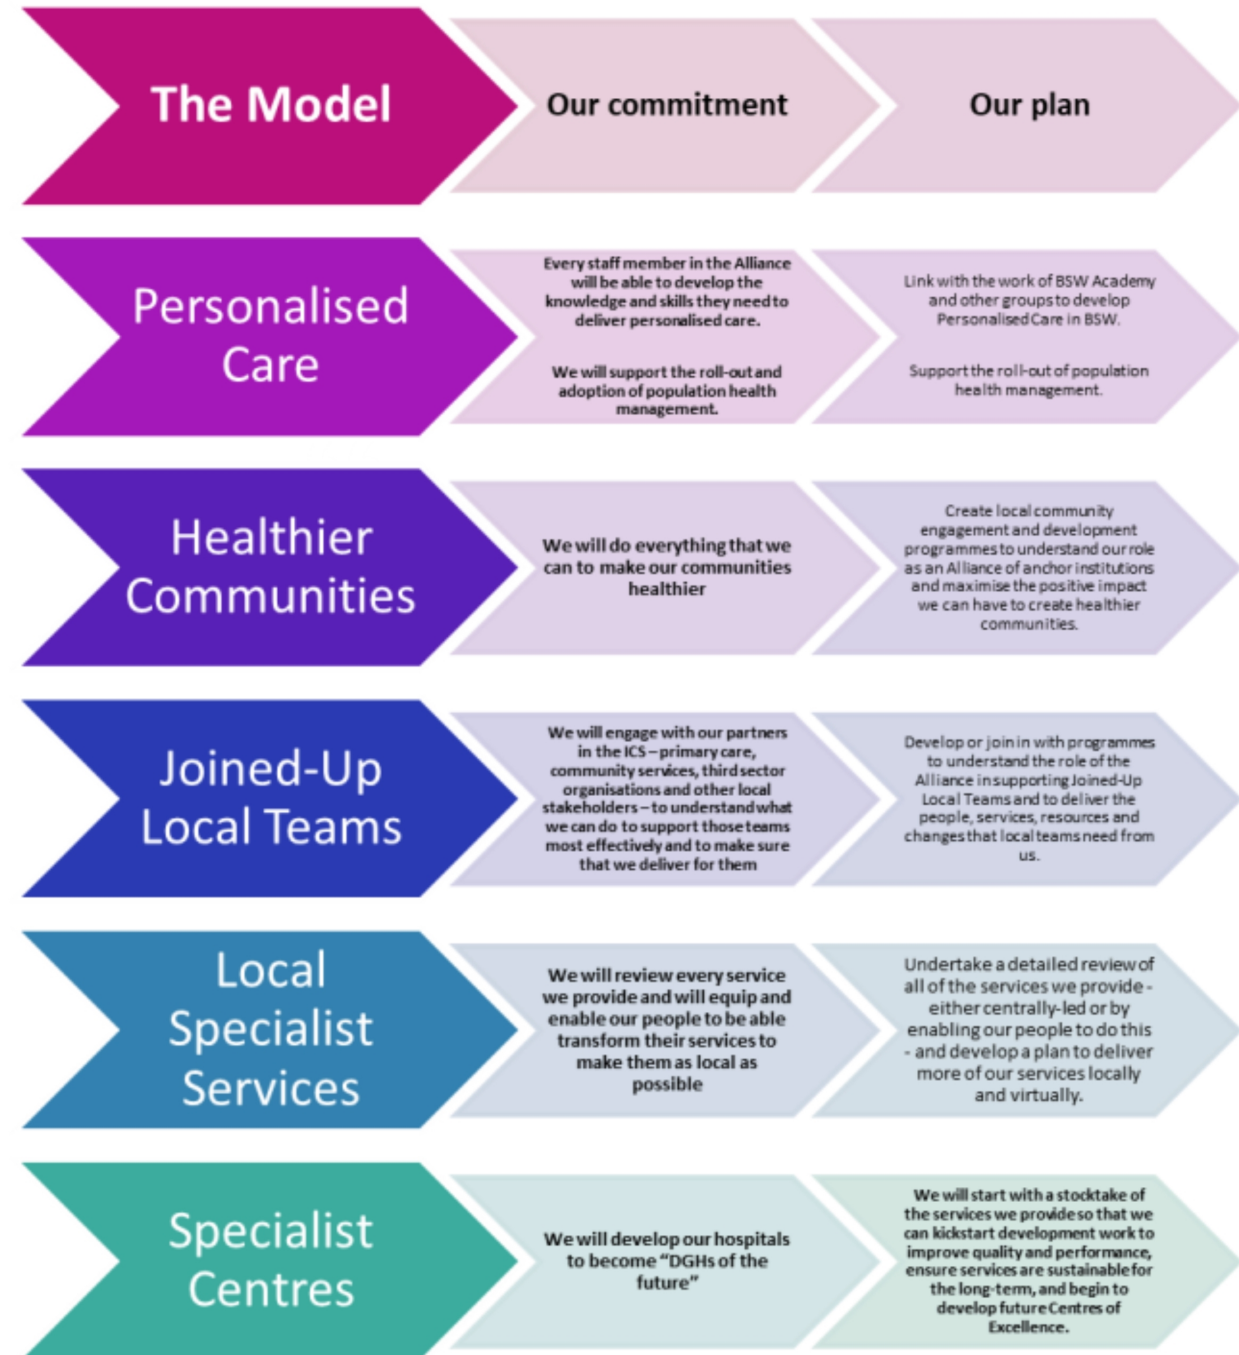 The Model
Our commitment
Our plan
Personalised
Care
Every staff member in the Alliance
will be able to develop the
knowledge and skills they need to
deliver personalised care.
We will support the roll-out and
adoption of population health
management.
Link with the work of BSW Academy
and other groups to develop
Personalised Care in BSW.
Support the roll-out of population
health management.
Healthier
Communities
We will do everything that we
can to make our communities
healthier
Create local community
engagement and development
programmes to understand our role
as an Alliance of anchor institutions
and maximise the positive impact
we can have to create healthier
communities.
Joined-Up
Local Teams
We will engage with our partners
in the ICS – primary care,
community services, third sector
organisations and other local
stakeholders – to understand what
we can do to support those teams
most effectively and to make sure
that we deliver for them
Develop or join in with programmes
to understand the role of the
Alliance in supporting Joined-Up
Local Teams and to deliver the
people, services, resources and
changes that local teams need from
us.
Local
Specialist
Services
We will review every service
we provide and will equip and
enable our people to be able
transform their services to
make them as local as
possible
Undertake a detailed review of
all of the services we provide -
either centrally-led or by
enabling our people to do this
- and develop a plan to deliver
more of our services locally
and virtually.
Specialist
Centres
We will develop our hospitals
to become “DGHs of the
future”
We will start with a stocktake of
the services we provide so that we
can kickstart development work to
improve quality and performance,
ensure services are sustainable for
the long-term, and begin to
develop future Centres of
Excellence.